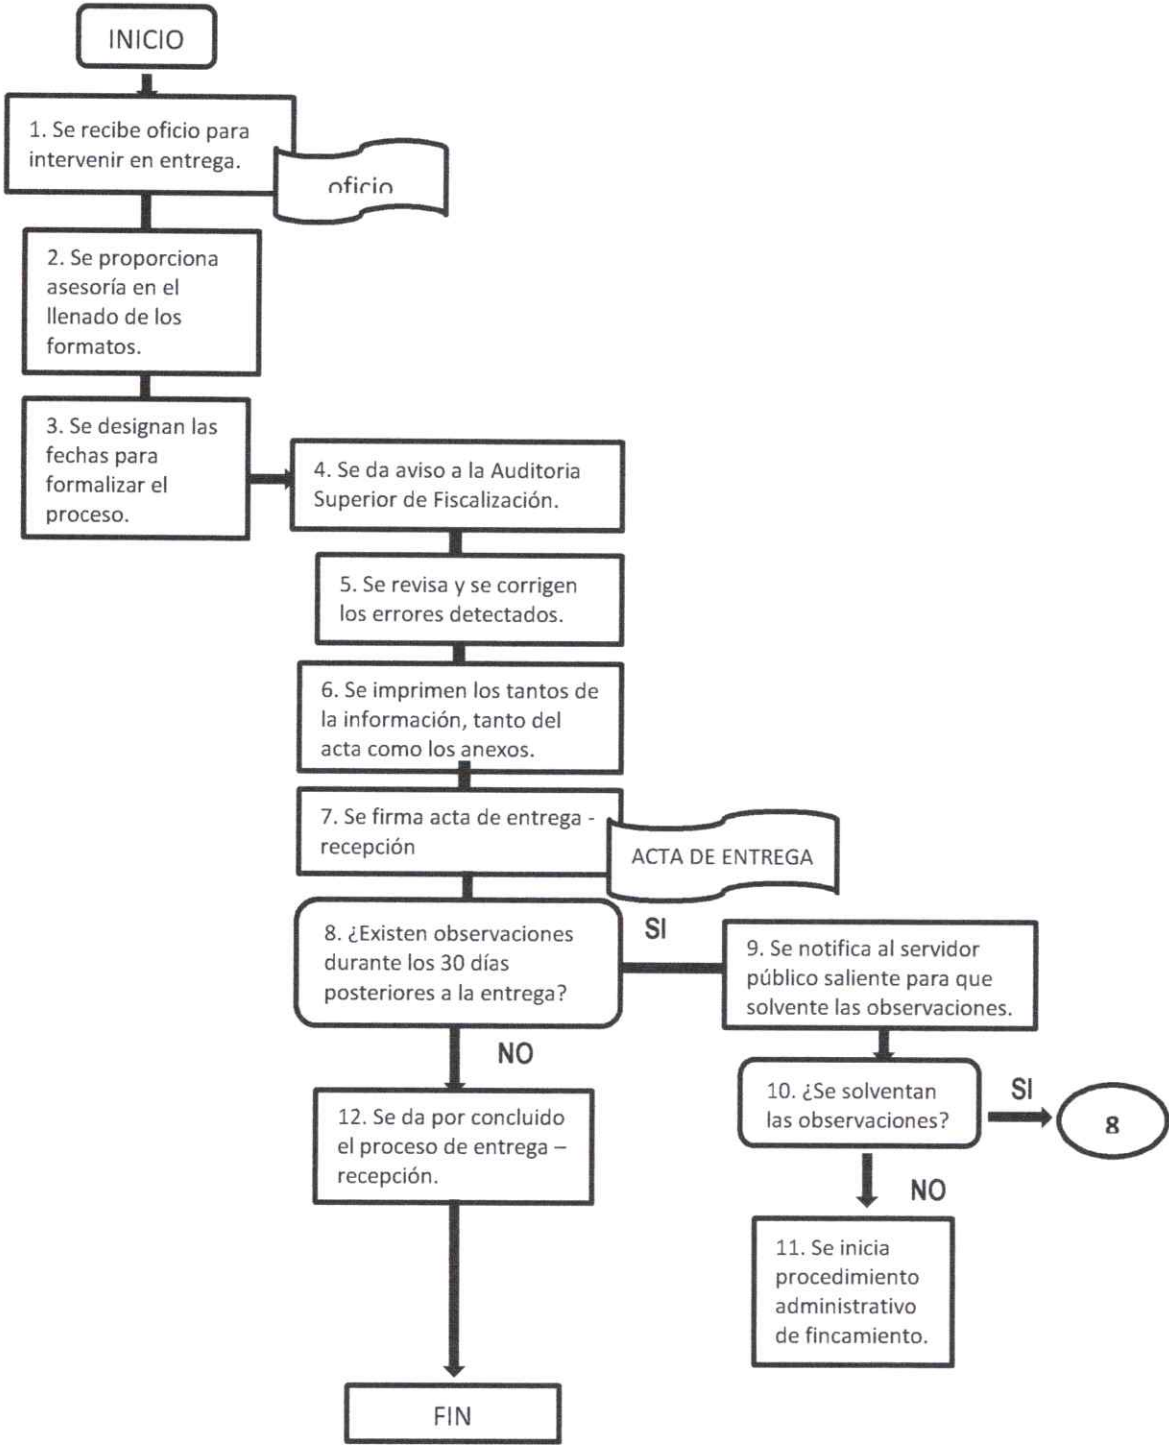 INICIO
1. Se recibe oficio para
intervenir en entrega.
oficio
2. Se proporciona
asesoría en el
llenado de los
formatos.
3. Se designan las
fechas para
formalizar el
proceso.
4. Se da aviso a la Auditoria
Superior de Fiscalización.
5. Se revisa y se corrigen
los errores detectados.
6. Se imprimen los tantos de
la información, tanto del
acta como los anexos.
7. Se firma acta de entrega -
recepción
ACTA DE ENTREGA
8. ¿Existen observaciones
durante los 30 días
posteriores a la entrega?
SI
9. Se notifica al servidor
público saliente para que
solvente las observaciones.
NO
10. ¿Se solventan
las observaciones?
SI
8
12. Se da por concluido
el proceso de entrega –
recepción.
NO
11. Se inicia
procedimiento
administrativo
de fincamiento.
FIN